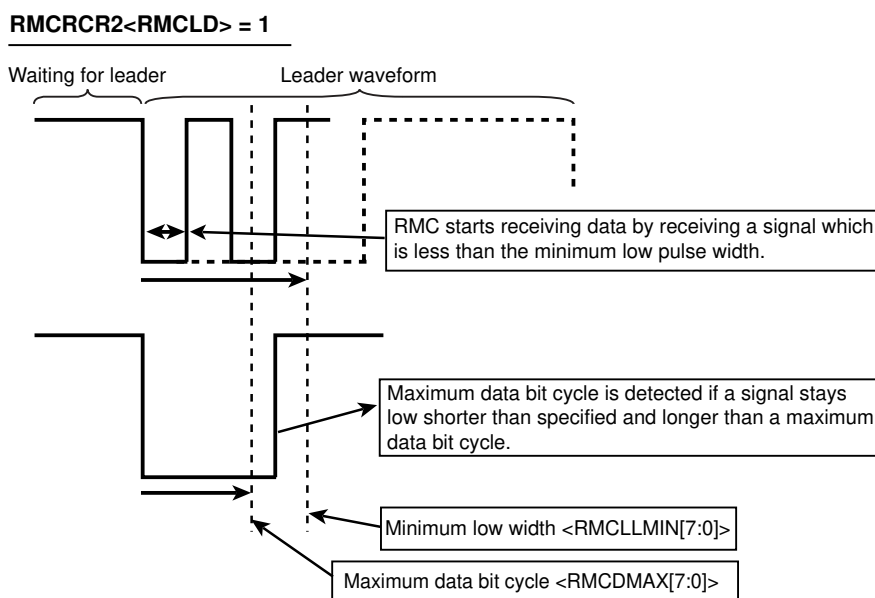 RMCRCR2<RMCLD> = 1
Waiting for leader
Leader waveform
RMC starts receiving data by receiving a signal which
is less than the minimum low pulse width.
Maximum data bit cycle is detected if a signal stays
low shorter than specified and longer than a maximum
data bit cycle.
Minimum low width <RMCLLMIN[7:0]>
Maximum data bit cycle <RMCDMAX[7:0]>